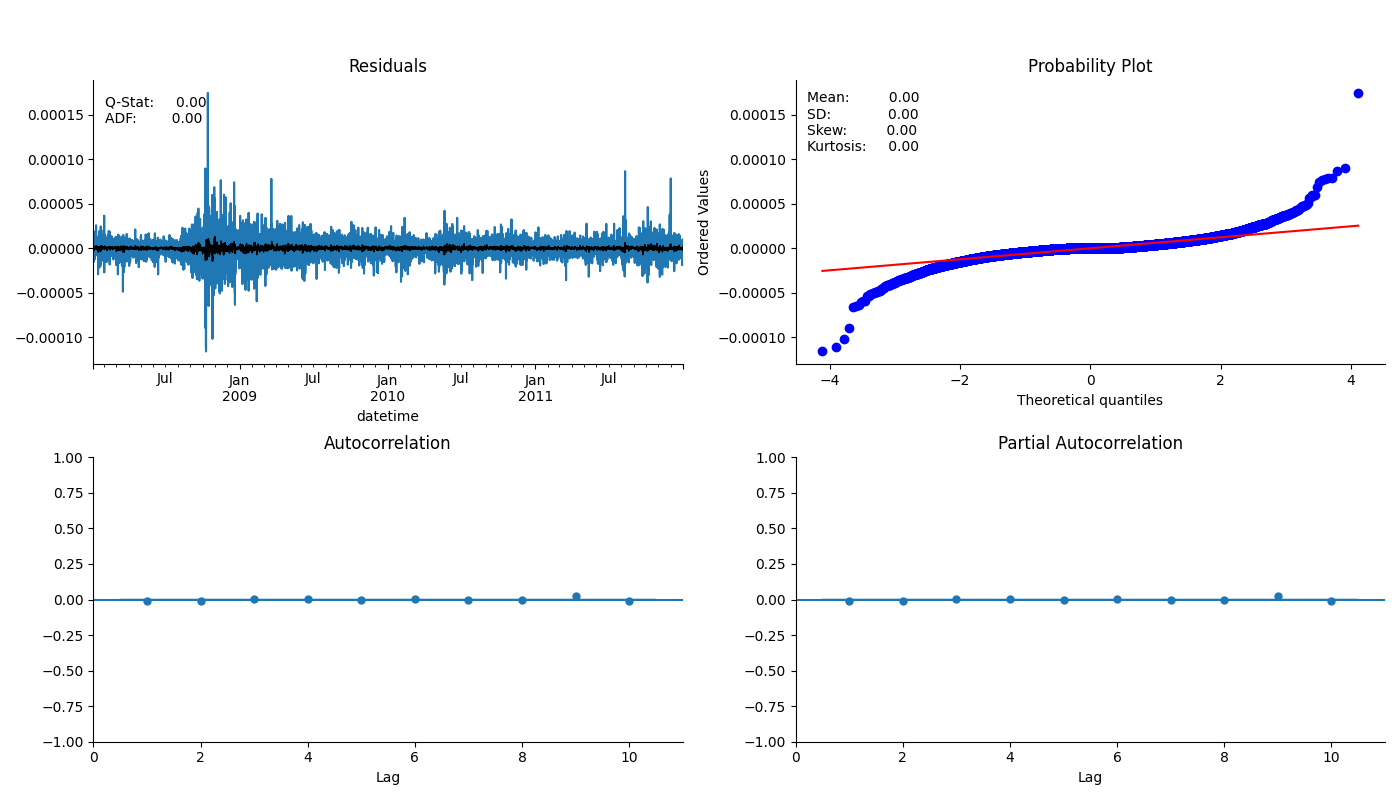 Residuals
Q-Stat: 0.00
ADF: 0.00
0.00015
0.00010
0.00005
0.00000
−0.00005
−0.00010
Jul
Jan
2009
Jul
Jan
2010
Jul
Jan
2011
Jul
datetime
Probability Plot
Mean: 0.00
SD: 0.00
Skew: 0.00
Kurtosis: 0.00
Ordered Values
0.00015
0.00010
0.00005
0.00000
−0.00005
−0.00010
−4 −2 0 2 4
Theoretical quantiles
Autocorrelation
1.00
0.75
0.50
0.25
0.00
−0.25
−0.50
−0.75
−1.00
0 2 4 6 8 10
Lag
Partial Autocorrelation
1.00
0.75
0.50
0.25
0.00
−0.25
−0.50
−0.75
−1.00
0 2 4 6 8 10
Lag